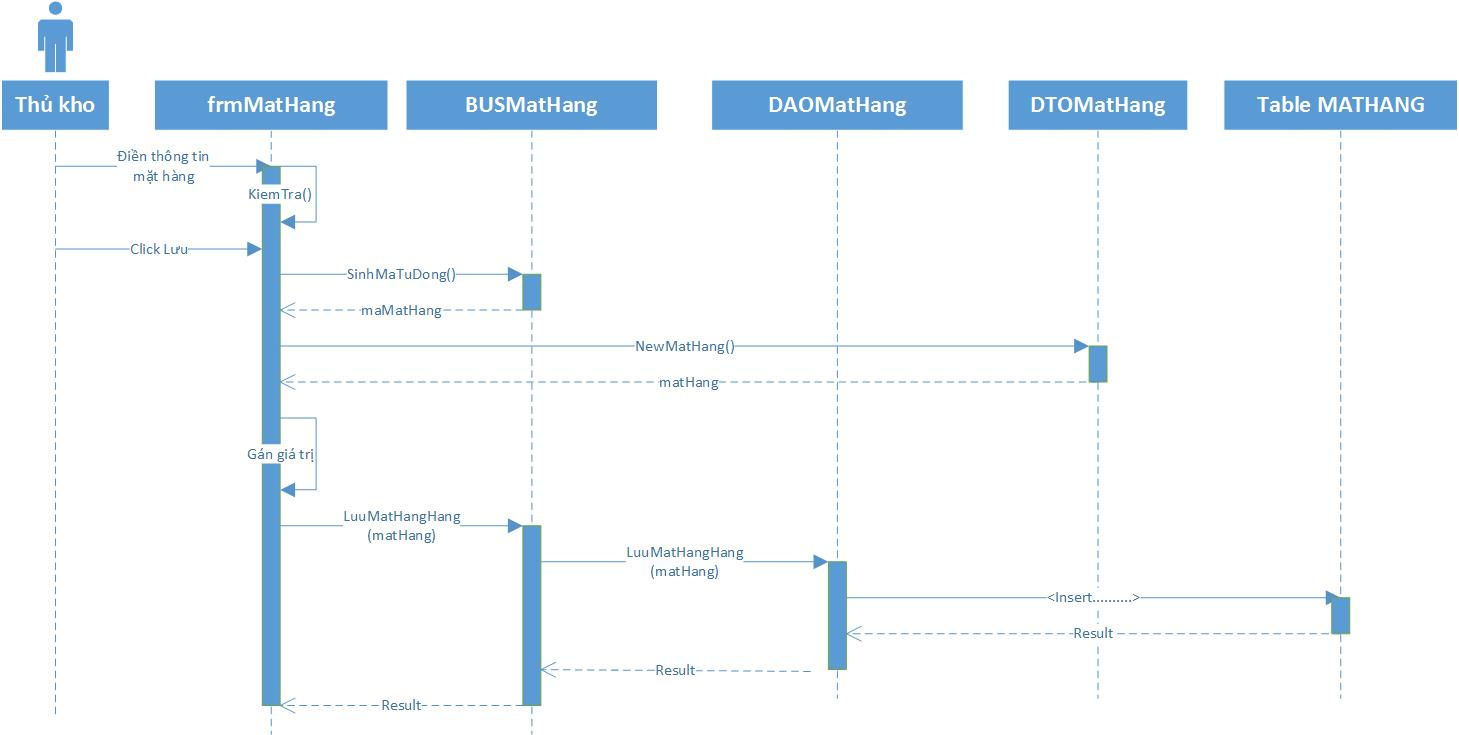 Thủ kho
frmMatHang
BUSMatHang
DAOMatHang
DTOMatHang
Table MATHANG
Điền thông tin
mặt hàng
KiemTra()
Click Lưu
SinhMaTuDong()
maMatHang
NewMatHang()
matHang
Gán giá trị
LuuMatHangHang
(matHang)
LuuMatHangHang
(matHang)
<Insert..........>
Result
Result
Result